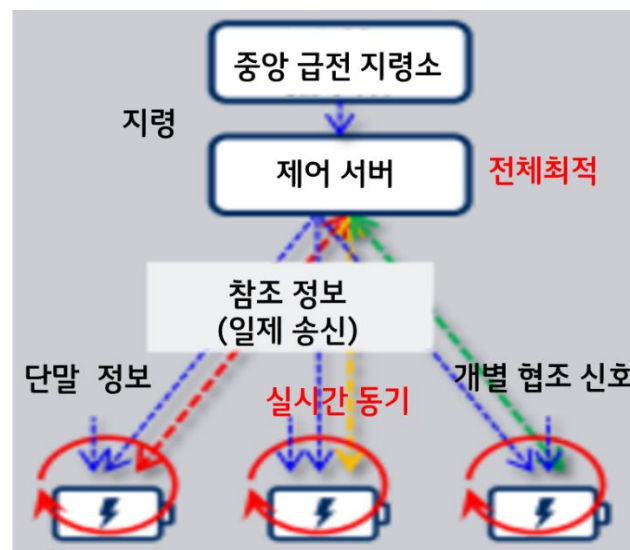 중앙 급전 지령소
지령
제어 서버
전체최적
참조 정보
(일제 송신)
단말 정보
실시간 동기
개별 협조 신호